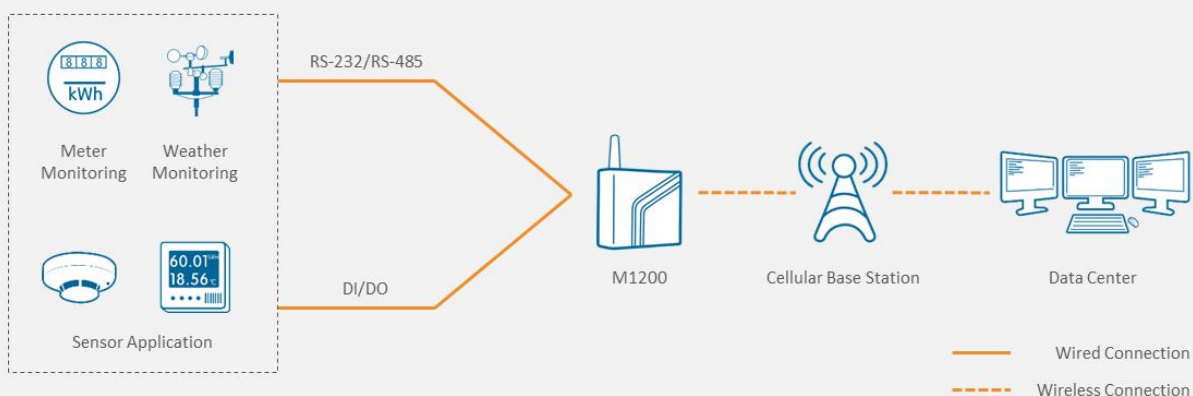 888
kWh
Meter
Monitoring
Weather
Monitoring
RS-232/RS-485
60.01
18.56 °C
Sensor Application
DI/DO
M1200
Cellular Base Station
Data Center
Wired Connection
Wireless Connection